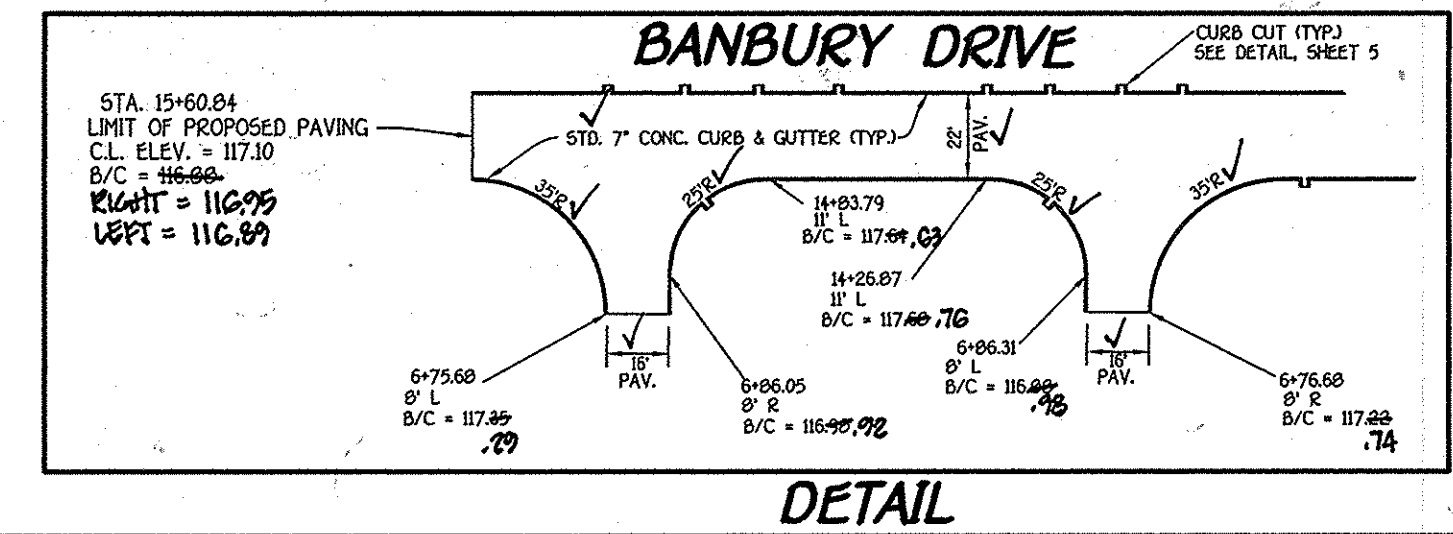 BANBURY DRIVE
CURB CUT (TYP.)
SEE DETAIL, SHEET 5
STA. 15+60.84
LIMIT OF PROPOSED PAVING
C.L. ELEV. = 117.10
B/C = 116.88
RIGHT = 116.95
LEFT = 116.89
STD. 7" CONC. CURB & GUTTER (TYP.)
22'
PAV.
35'R
25'R
25'R
35'R
14+83.79
11' L
B/C = 117.64 .63
14+26.87
11' L
B/C = 117.68 .76
16'
PAV.
6+75.68
8' L
B/C = 117.35
.29
6+86.05
8' R
B/C = 116.98 .92
6+86.31
8' L
B/C = 116.88
.98
16'
PAV.
6+76.68
8' R
B/C = 117.22
.74
DETAIL